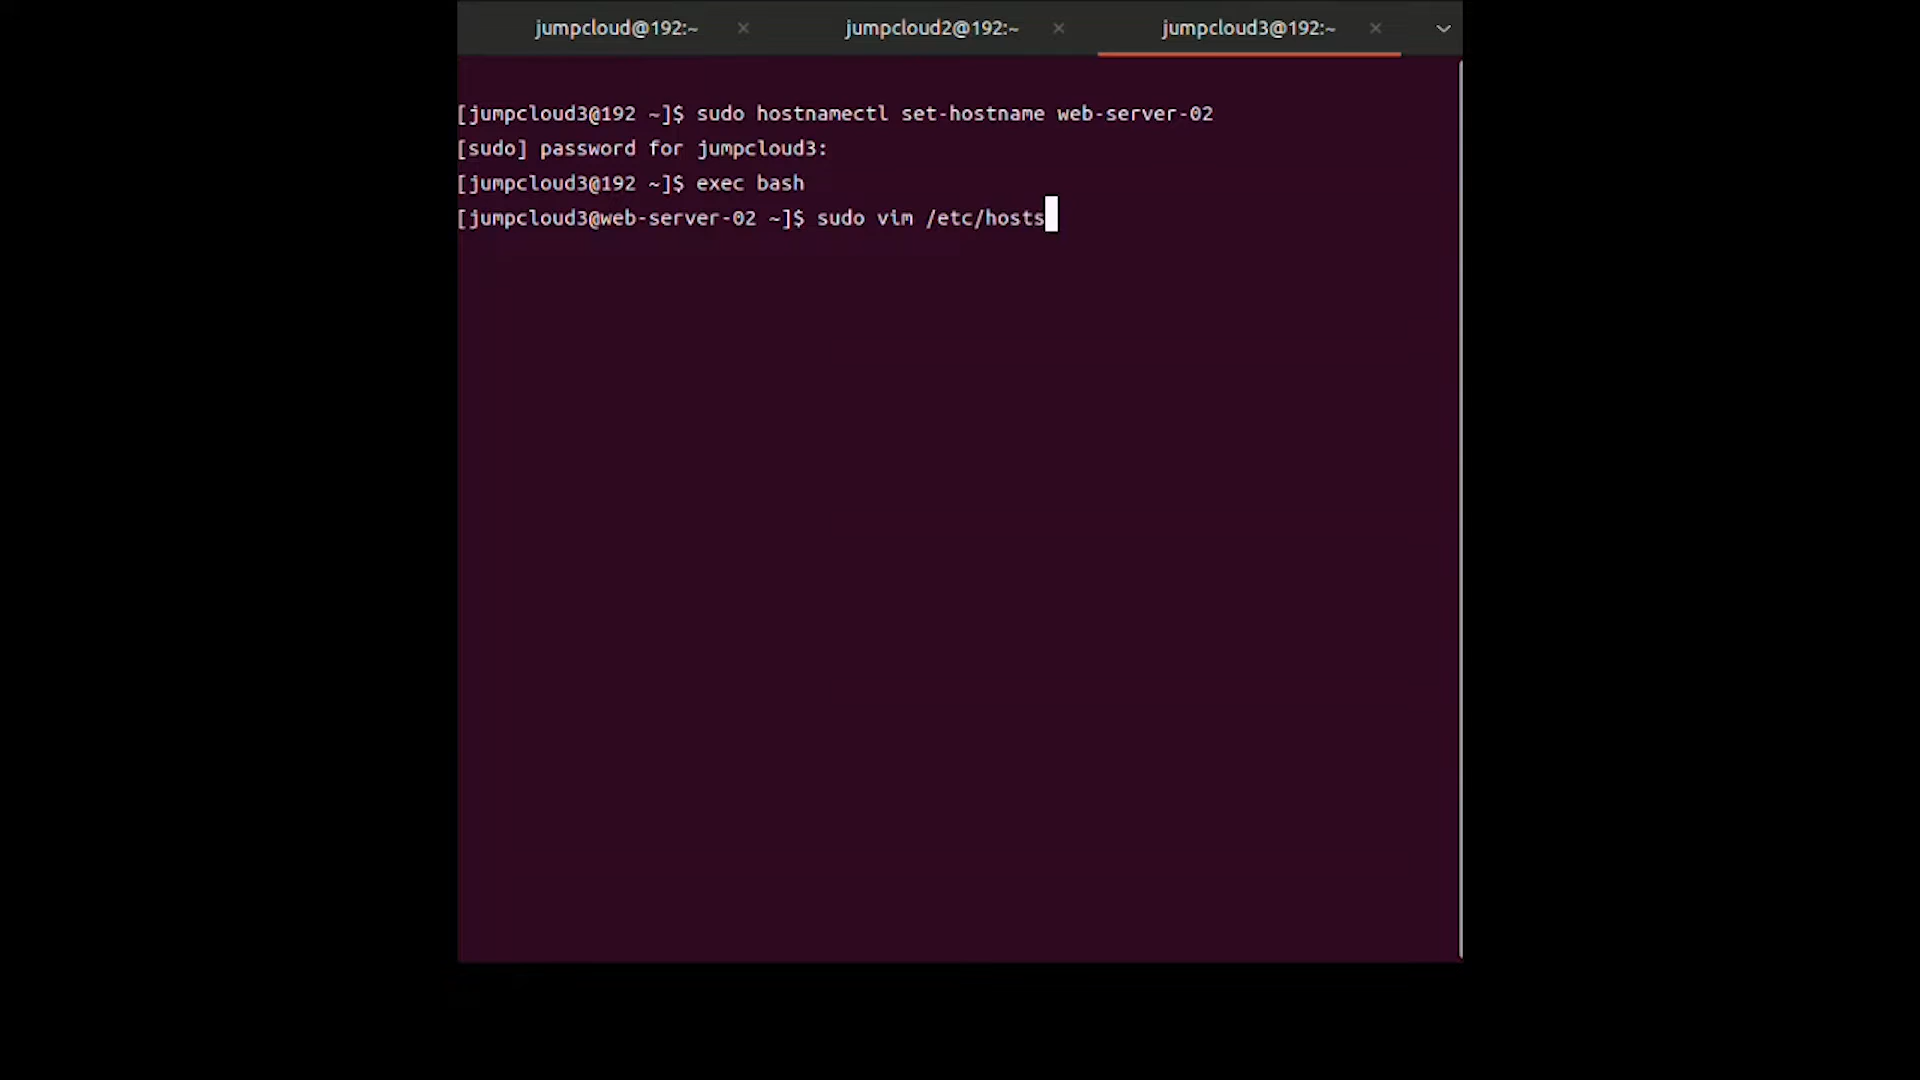 jumpcloud@192:~ × jumpcloud2@192:~ × jumpcloud3@192:~ ×
[jumpcloud3@192 ~]$ sudo hostnamectl set-hostname web-server-02
[sudo] password for jumpcloud3:
[jumpcloud3@192 ~]$ exec bash
[jumpcloud3@web-server-02 ~]$ sudo vim /etc/hosts